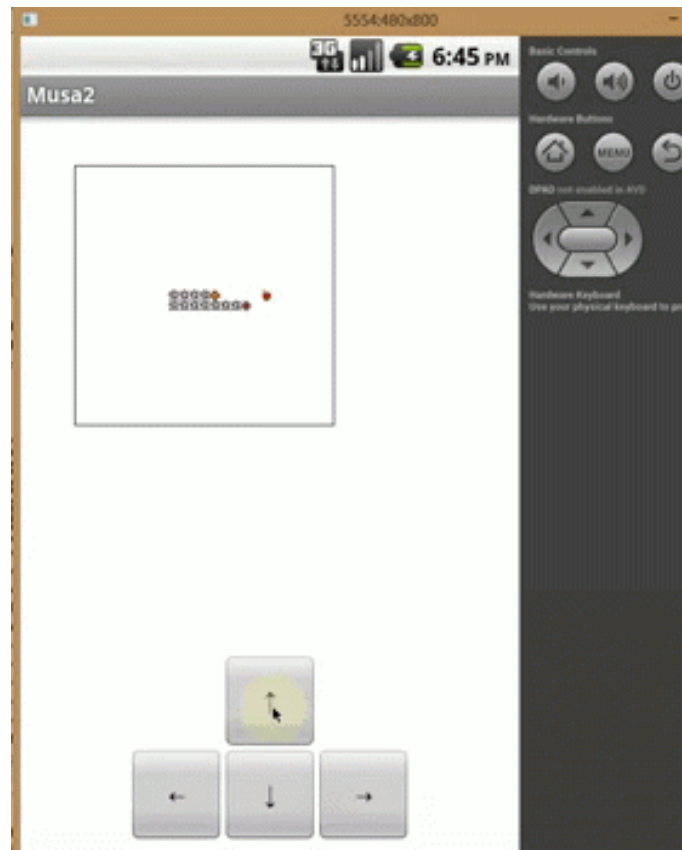 5554:480x800
3G 6:45 PM
Basic Controls
Musa2
Hardware Buttons
MENU
DPAD not enabled in AVD
Hardware Keyboard
Use your physical keyboard to
↑
← ↓ →